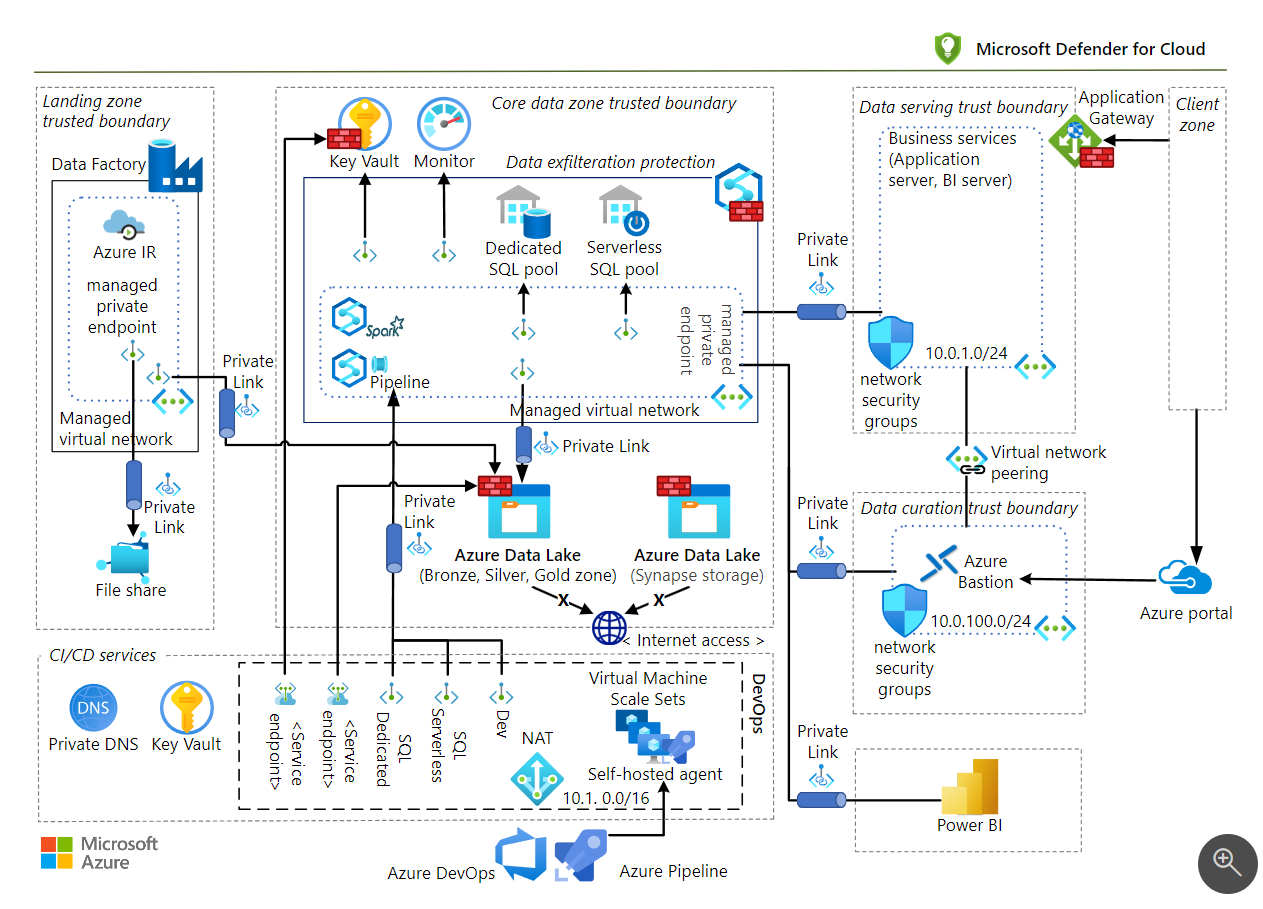 Microsoft Defender for Cloud
Landing zone
trusted boundary
Data Factory
Azure IR
managed
private
endpoint
Managed
virtual network
Private
Link
Private
Link
File share
Core data zone trusted boundary
Key Vault
Monitor
Data exfilteration protection
Dedicated
SQL pool
Serverless
SQL pool
Spark
Pipeline
managed
private
endpoint
Managed virtual network
Private Link
Private
Link
Azure Data Lake
(Bronze, Silver, Gold zone)
Azure Data Lake
(Synapse storage)
X
X
< Internet access >
Data serving trust boundary
Business services
(Application
server, BI server)
Application
Gateway
Client
zone
Private
Link
10.0.1.0/24
network
security
groups
Virtual network
peering
Data curation trust boundary
Private
Link
Azure
Bastion
10.0.100.0/24
network
security
groups
Azure portal
Private
Link
Power BI
CI/CD services
DNS
Private DNS
Key Vault
<Service
endpoint>
<Service
endpoint>
SQL
Dedicated
SQL
Serverless
Dev
NAT
Virtual Machine
Scale Sets
Self-hosted agent
10.1. 0.0/16
DevOps
Microsoft
Azure
Azure DevOps
Azure Pipeline